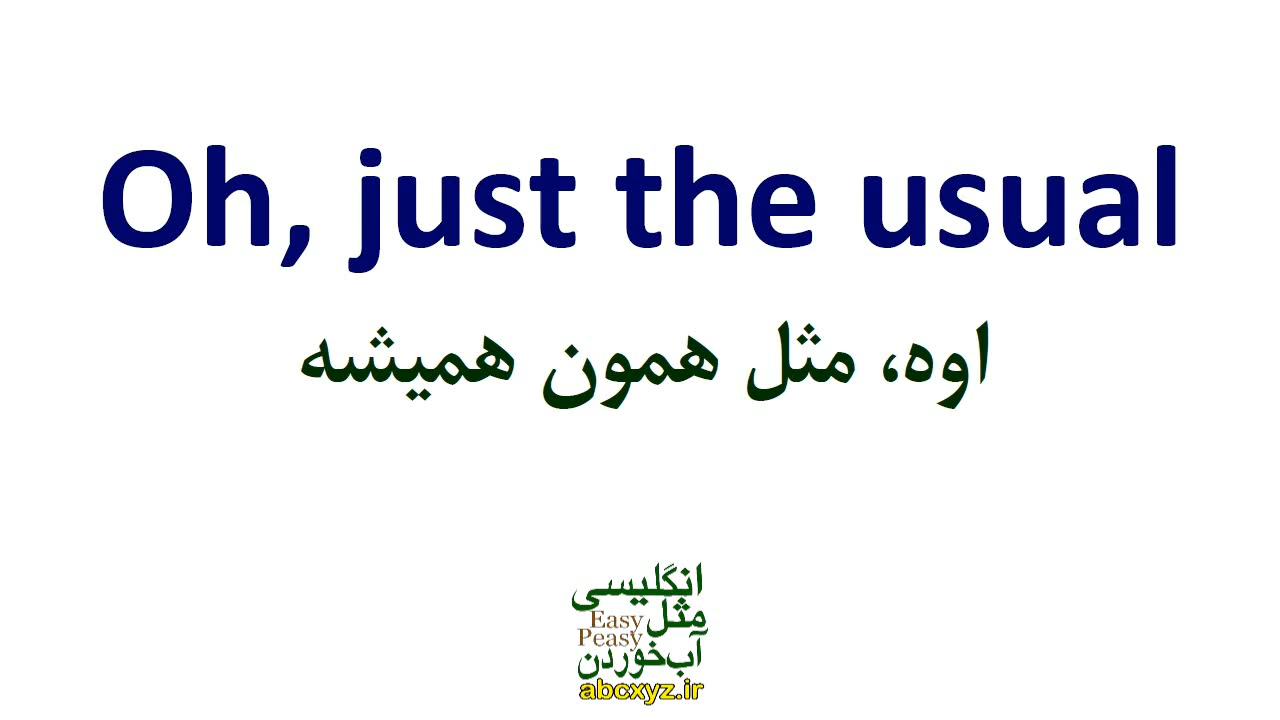 Oh, just the usual
اوه، مثل همون همیشه
انگلیسی
مثل
Easy
Peasy
آب‌خوردن
abcxyz.ir